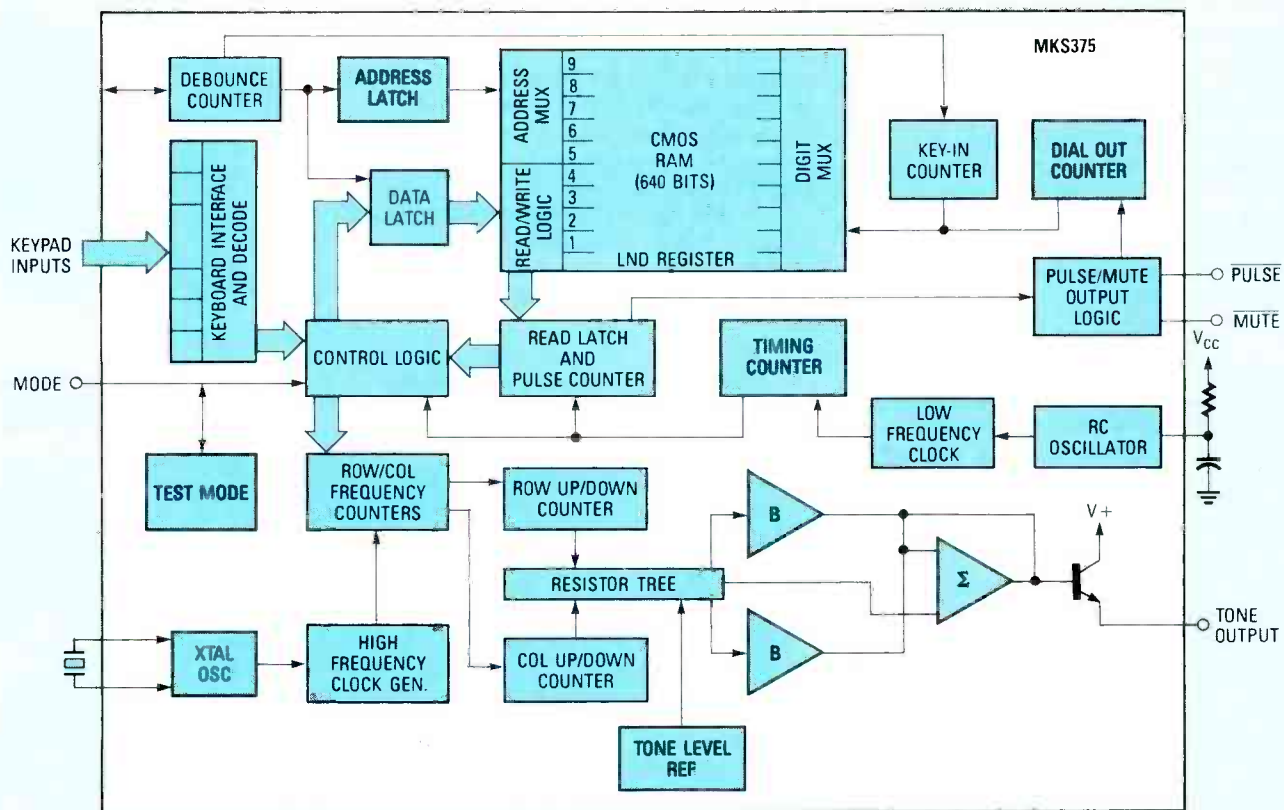 MKS375
DEBOUNCE
COUNTER
ADDRESS
LATCH
ADDRESS
MUX
9
8
7
6
5
4
3
2
1
CMOS
RAM
(640 BITS)
DIGIT MUX
READ/WRITE
LOGIC
LND REGISTER
KEY-IN
COUNTER
DIAL OUT
COUNTER
DATA
LATCH
KEYPAD
INPUTS
KEYBOARD INTERFACE
AND DECODE
PULSE/MUTE
OUTPUT
LOGIC
PULSE
MUTE
VCC
CONTROL LOGIC
READ LATCH
AND
PULSE COUNTER
TIMING
COUNTER
MODE
LOW
FREQUENCY
CLOCK
RC
OSCILLATOR
TEST MODE
ROW/COL
FREQUENCY
COUNTERS
ROW UP/DOWN
COUNTER
B
V+
RESISTOR TREE
Σ
TONE
OUTPUT
XTAL
OSC
HIGH
FREQUENCY
CLOCK GEN.
COL UP/DOWN
COUNTER
B
TONE LEVEL
REF